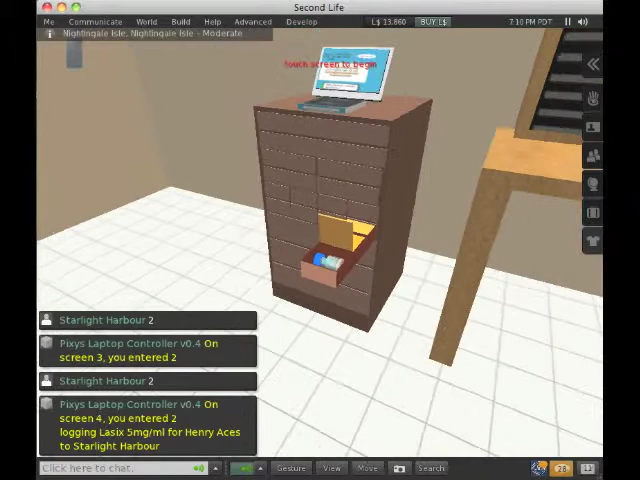 Second Life
Me Communicate World Build Help Advanced Develop L$ 13,860 BUY L$ 7:10 PM PDT
Nightingale Isle, Nightingale Isle - Moderate
touch screen to begin
Starlight Harbour 2
Pixys Laptop Controller v0.4 On
screen 3, you entered 2
Starlight Harbour 2
Pixys Laptop Controller v0.4 On
screen 4, you entered 2
logging Lasix 5mg/ml for Henry Aces
to Starlight Harbour
Click here to chat. Gesture View Move Search 28